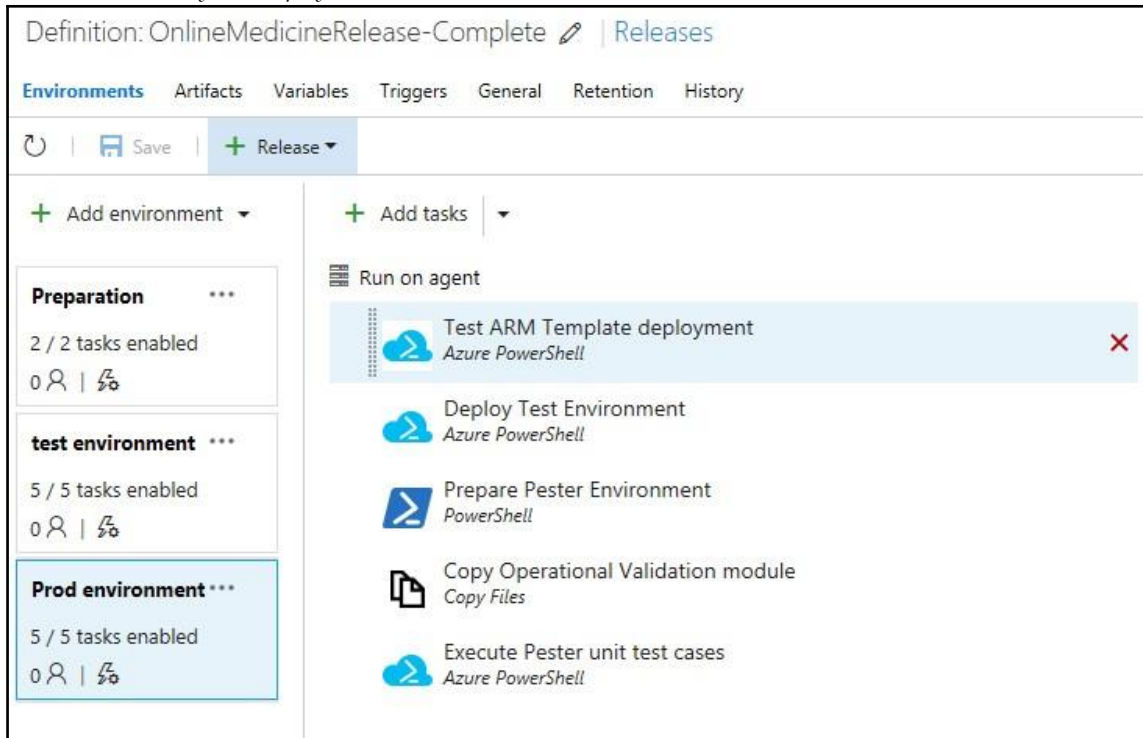 Definition: OnlineMedicineRelease-Complete | Releases
Environments Artifacts Variables Triggers General Retention History
Save | + Release
+ Add environment
+ Add tasks
Run on agent
Preparation ...
2 / 2 tasks enabled
0 |
test environment ...
5 / 5 tasks enabled
0 |
Prod environment ...
5 / 5 tasks enabled
0 |
Test ARM Template deployment
Azure PowerShell
Deploy Test Environment
Azure PowerShell
Prepare Pester Environment
PowerShell
Copy Operational Validation module
Copy Files
Execute Pester unit test cases
Azure PowerShell